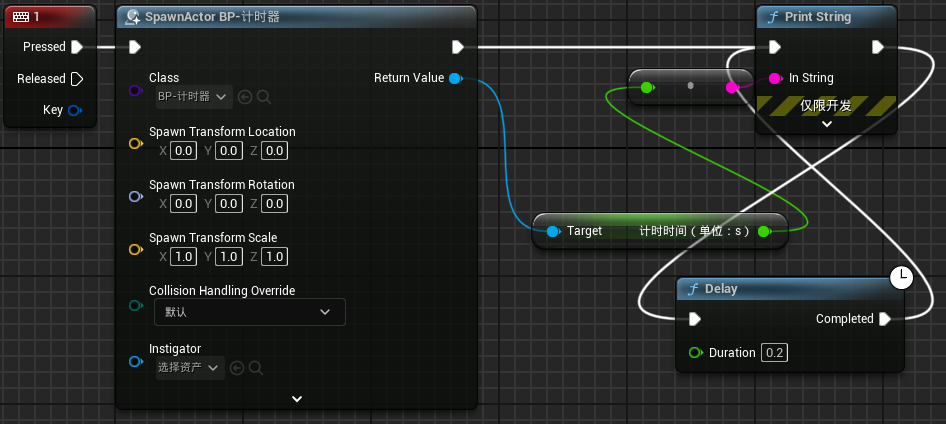 1
Pressed
Released
Key
SpawnActor BP-计时器
Class
BP-计时器
Return Value
Spawn Transform Location
X 0.0 Y 0.0 Z 0.0
Spawn Transform Rotation
X 0.0 Y 0.0 Z 0.0
Spawn Transform Scale
X 1.0 Y 1.0 Z 1.0
Collision Handling Override
默认
Instigator
选择资产
Print String
In String
仅限开发
Target 计时时间（单位：s）
Delay
Completed
Duration 0.2